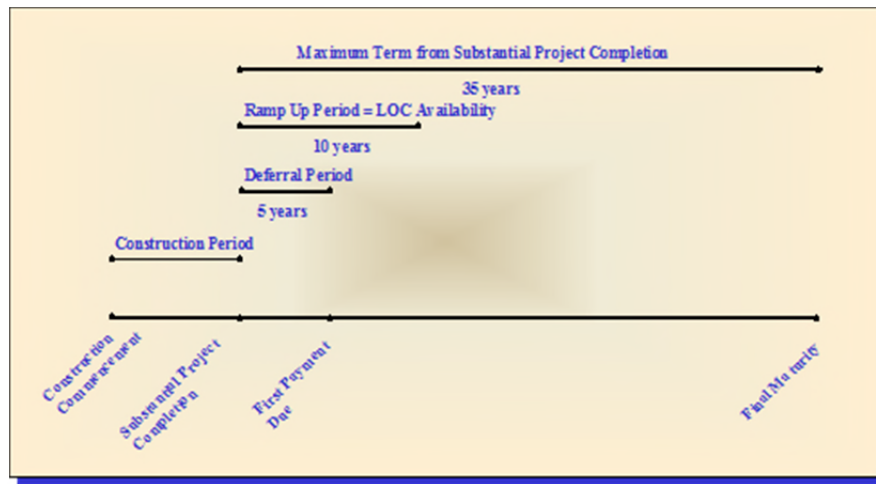 Maximum Term from Substantial Project Completion
35 years
Ramp Up Period = LOC Availability
10 years
Deferral Period
5 years
Construction Period
Construction
Commencement
Substantial Project
Completion
First Payment
Due
Final Maturity